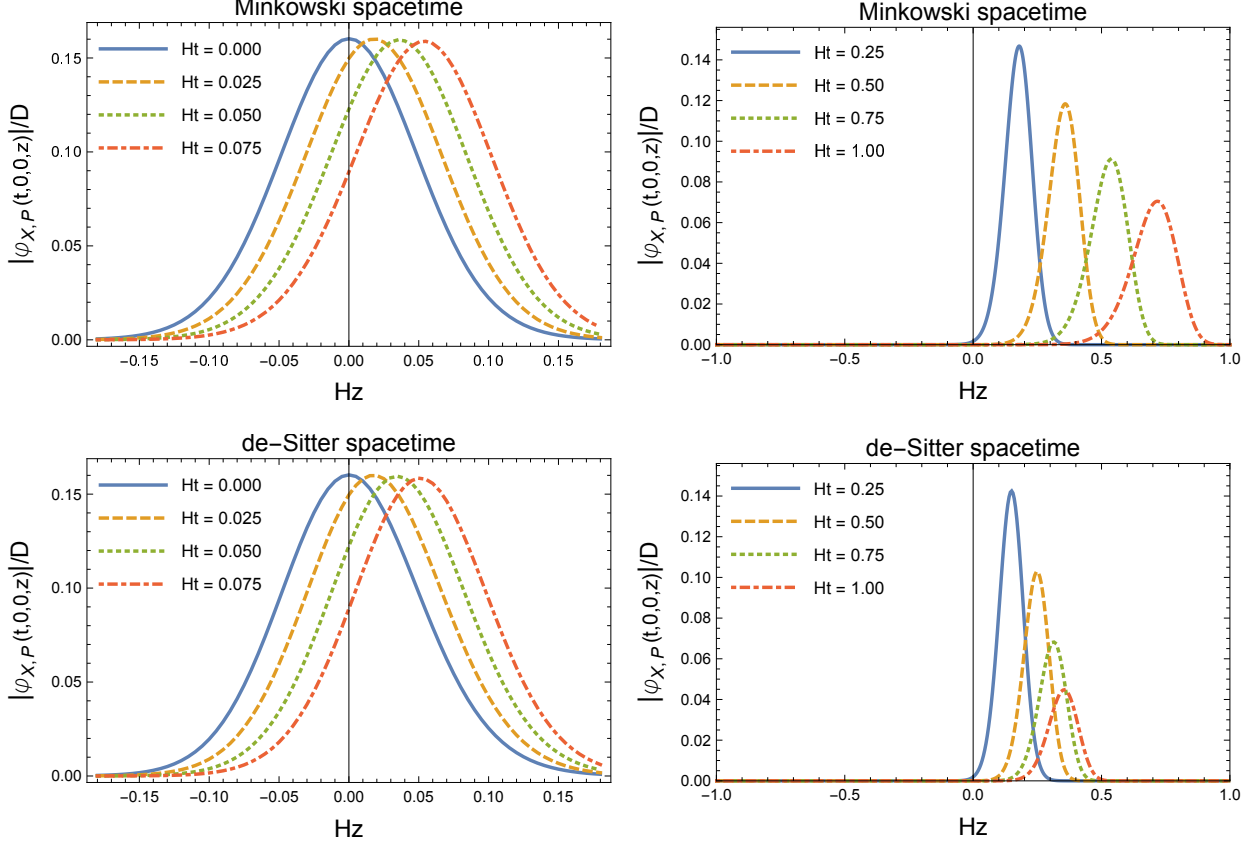 Minkowski spacetime
|φX,P(t,0,0,z)|/D
0.15
0.10
0.05
0.00
Ht = 0.000
Ht = 0.025
Ht = 0.050
Ht = 0.075
−0.15 −0.10 −0.05 0.00 0.05 0.10 0.15
Hz
Minkowski spacetime
|φX,P(t,0,0,z)|/D
0.14
0.12
0.10
0.08
0.06
0.04
0.02
0.00
Ht = 0.25
Ht = 0.50
Ht = 0.75
Ht = 1.00
−1.0 −0.5 0.0 0.5 1.0
Hz
de−Sitter spacetime
|φX,P(t,0,0,z)|/D
0.15
0.10
0.05
0.00
Ht = 0.000
Ht = 0.025
Ht = 0.050
Ht = 0.075
−0.15 −0.10 −0.05 0.00 0.05 0.10 0.15
Hz
de−Sitter spacetime
|φX,P(t,0,0,z)|/D
0.14
0.12
0.10
0.08
0.06
0.04
0.02
0.00
Ht = 0.25
Ht = 0.50
Ht = 0.75
Ht = 1.00
−1.0 −0.5 0.0 0.5 1.0
Hz